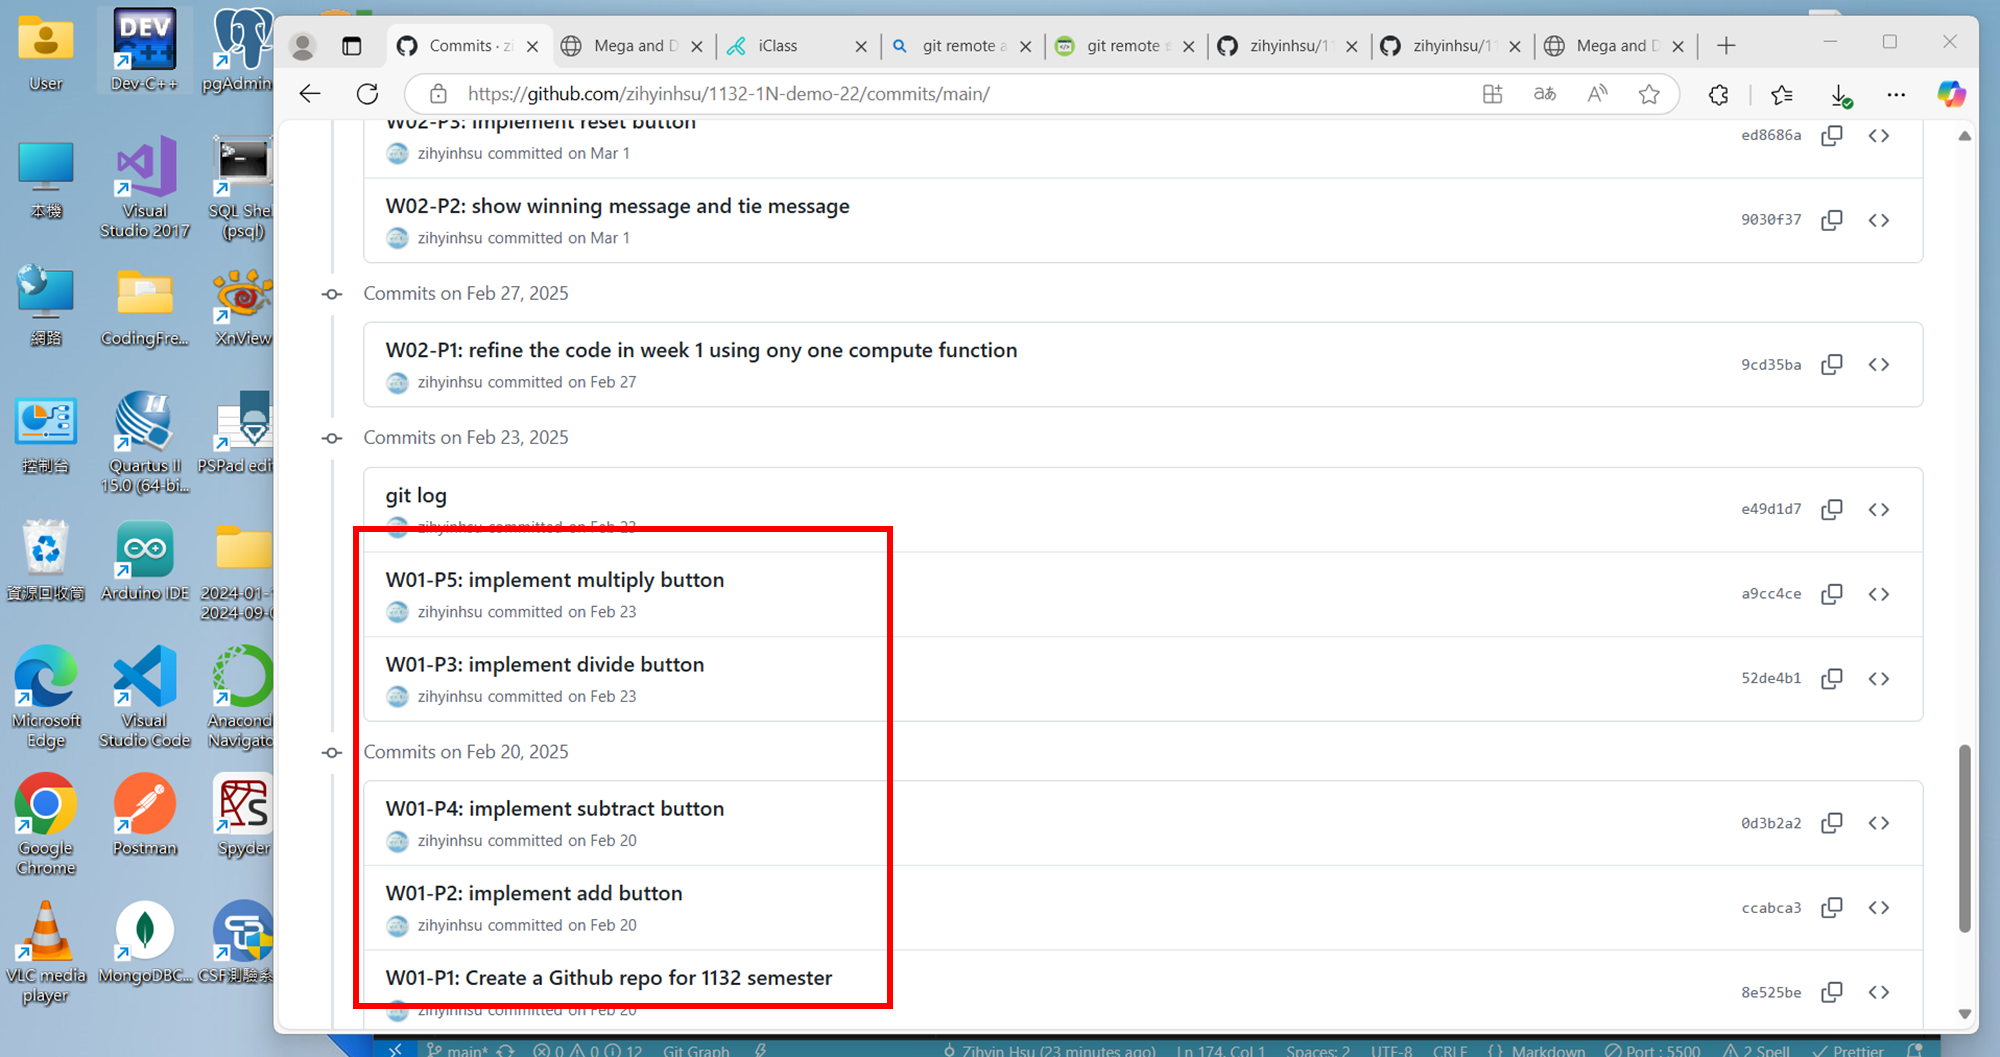 User
Dev-C++
pgAdmin
本機
Visual
Studio 2017
SQL She
(psql)
網路
CodingFre...
XnView
控制台
Quartus II
15.0 (64-bi...
PSPad edi
資源回收筒
Arduino IDE
2024-01-
2024-09-
Microsoft
Edge
Visual
Studio Code
Anacond
Navigato
Google
Chrome
Postman
Spyder
VLC media
player
MongoDBC...
CSF測驗系
Commits · zi
Mega and D
iClass
git remote a
git remote
zihyinhsu/11
zihyinhsu/11
Mega and D
https://github.com/zihyinhsu/1132-1N-demo-22/commits/main/
W02-P3: implement reset button
zihyinhsu committed on Mar 1
ed8686a
W02-P2: show winning message and tie message
zihyinhsu committed on Mar 1
9030f37
Commits on Feb 27, 2025
W02-P1: refine the code in week 1 using ony one compute function
zihyinhsu committed on Feb 27
9cd35ba
Commits on Feb 23, 2025
git log
zihyinhsu committed on Feb 23
e49d1d7
W01-P5: implement multiply button
zihyinhsu committed on Feb 23
a9cc4ce
W01-P3: implement divide button
zihyinhsu committed on Feb 23
52de4b1
Commits on Feb 20, 2025
W01-P4: implement subtract button
zihyinhsu committed on Feb 20
0d3b2a2
W01-P2: implement add button
zihyinhsu committed on Feb 20
ccabca3
W01-P1: Create a Github repo for 1132 semester
zihyinhsu committed on Feb 20
8e525be
main* 0 0 12 Git Graph Zihyin Hsu (23 minutes ago) Ln 174, Col 1 Spaces: 2 UTF-8 CRLF {} Markdown Port : 5500 2 Spell Prettier